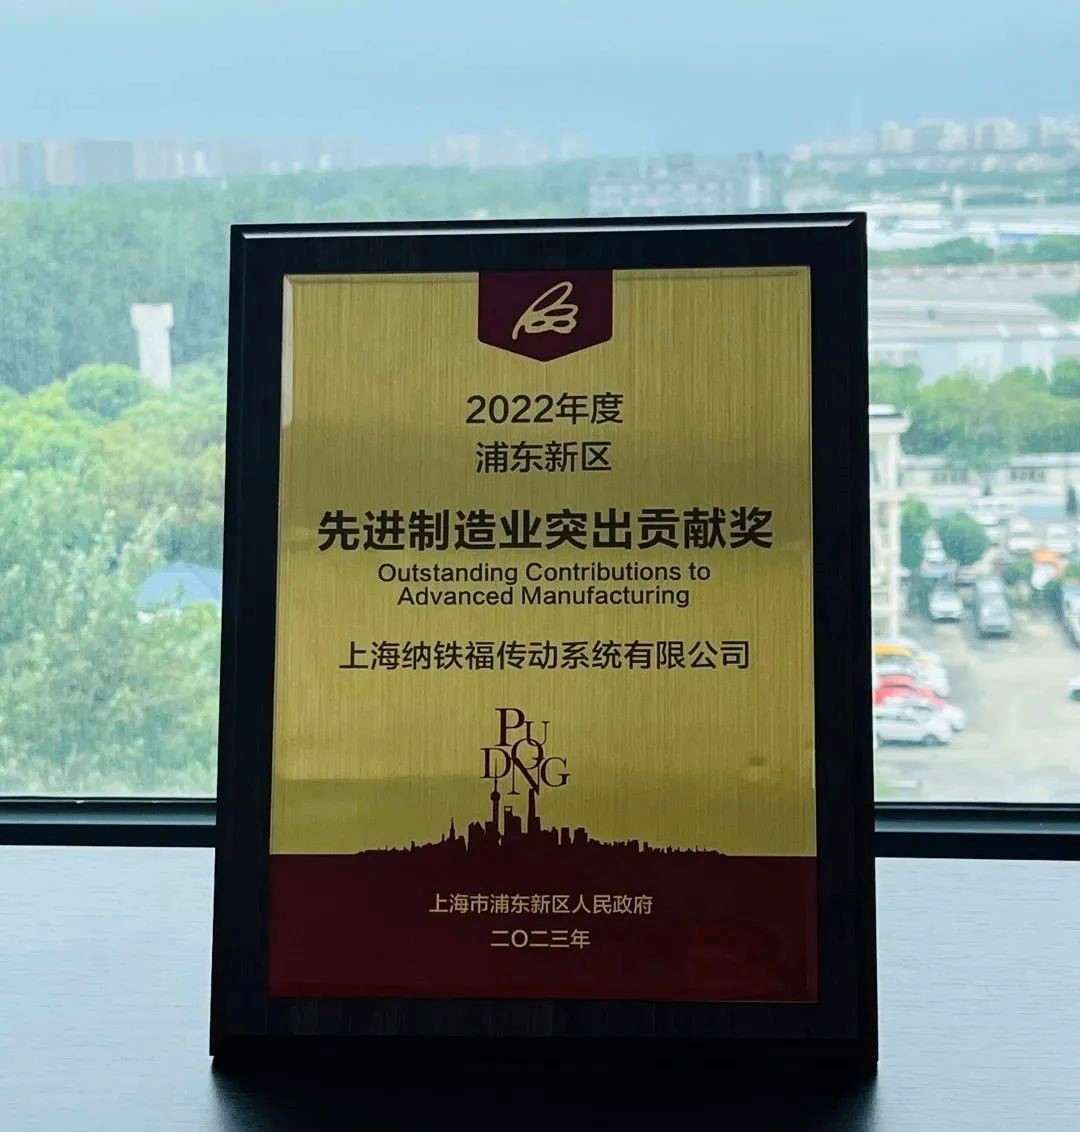 2022年度
浦东新区
先进制造业突出贡献奖
Outstanding Contributions to
Advanced Manufacturing
上海纳铁福传动系统有限公司
PU
DONG
上海市浦东新区人民政府
二〇二三年